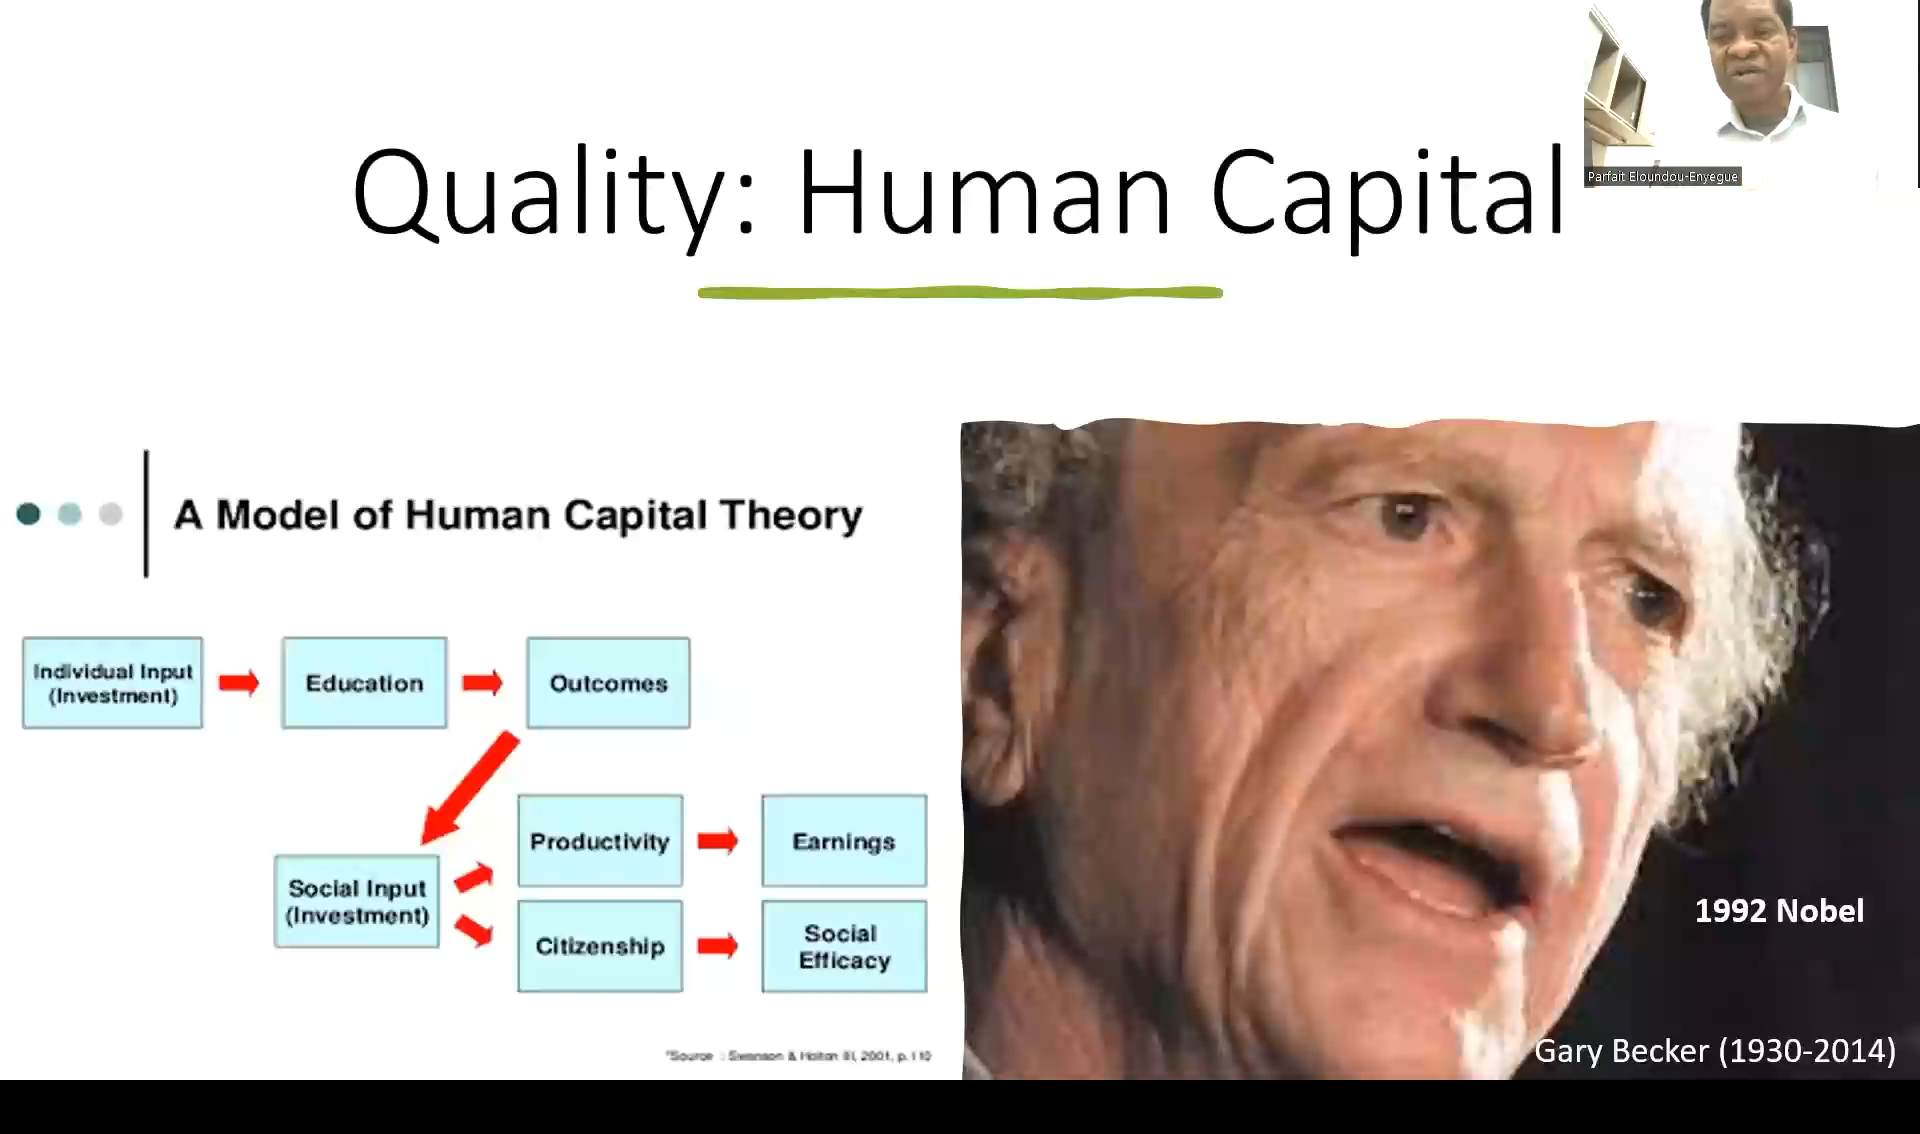 Quality: Human Capital
Parfait Eloundou-Enyegue
A Model of Human Capital Theory
Individual Input
(Investment)
Education
Outcomes
Social Input
(Investment)
Productivity
Earnings
Citizenship
Social
Efficacy
*Source : Swanson & Holton III, 2001, p.110
1992 Nobel
Gary Becker (1930-2014)